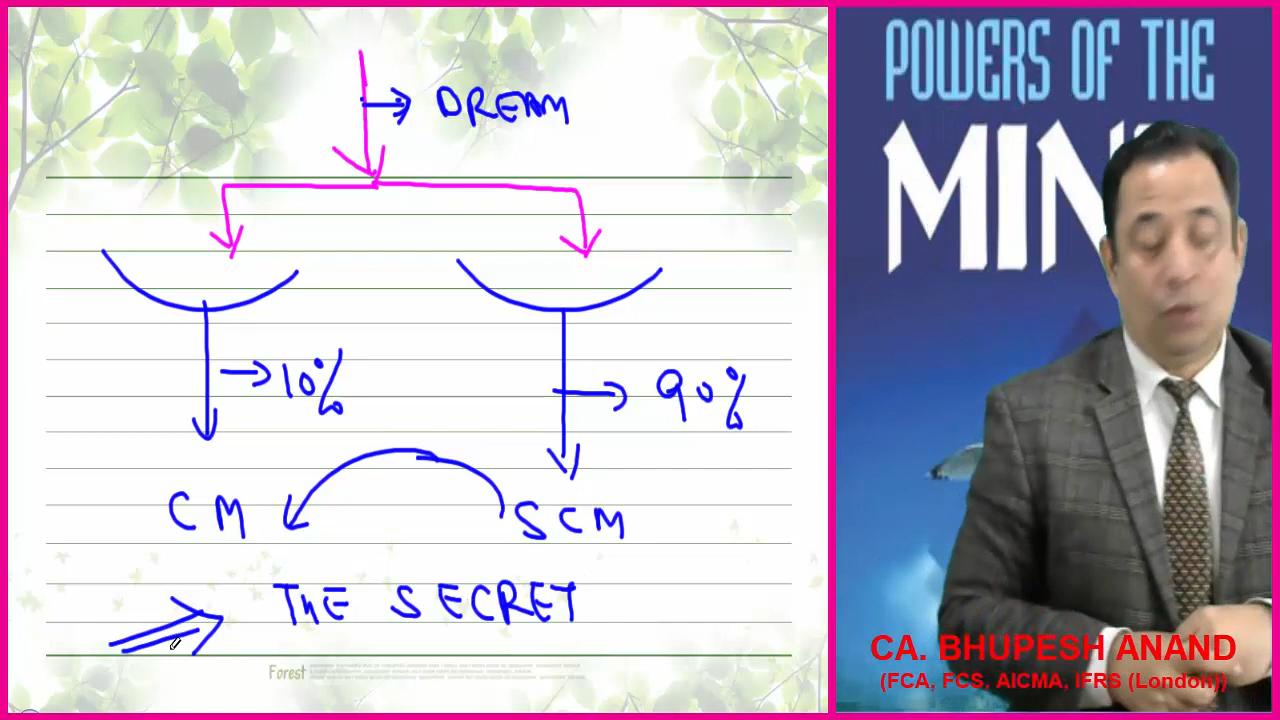 DREAM
10%
90%
CM
SCM
THE SECRET
Forest
POWERS OF THE
MIN
CA. BHUPESH ANAND
(FCA, FCS, AICMA, IFRS (London))